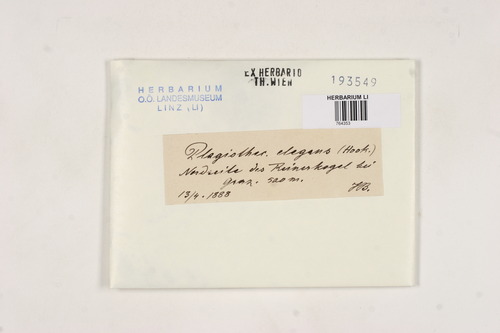 EX HERBARIO
TH. WIEN
193549
HERBARIUM
O.Ö. LANDESMUSEUM
LINZ (LI)
HERBARIUM LI
Plagiothec. elegans (Hook.)
Nordseite des Reinerkogel bei
Graz. 500 m.
13/4. 1888